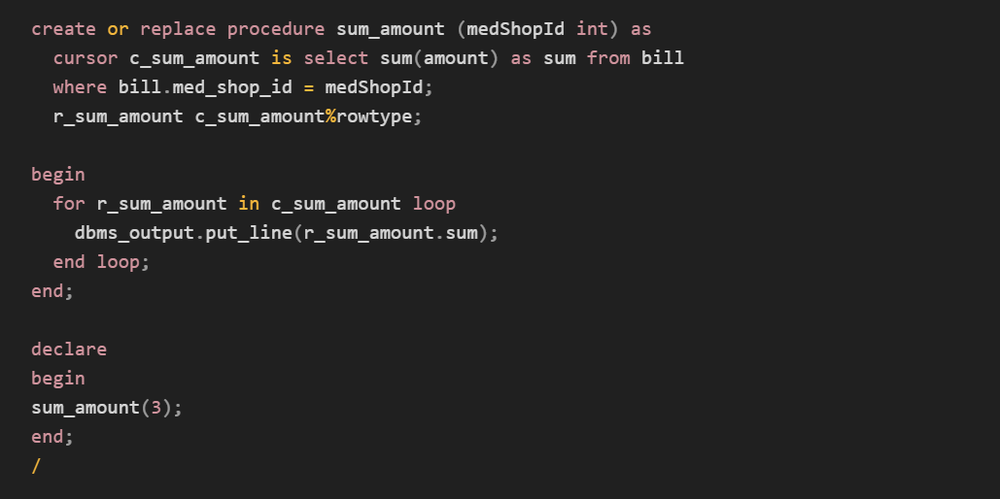 create or replace procedure sum_amount (medShopId int) as
  cursor c_sum_amount is select sum(amount) as sum from bill
  where bill.med_shop_id = medShopId;
  r_sum_amount c_sum_amount%rowtype;

begin
  for r_sum_amount in c_sum_amount loop
    dbms_output.put_line(r_sum_amount.sum);
  end loop;
end;

declare
begin
sum_amount(3);
end;
/